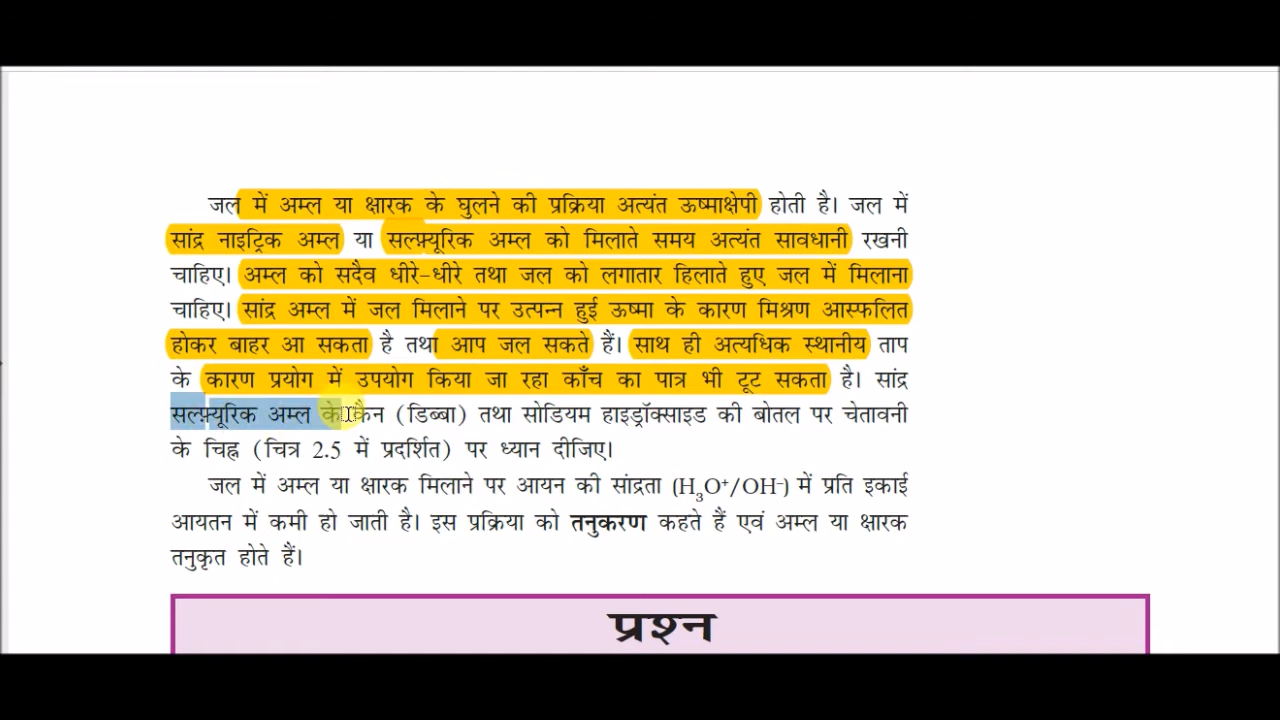 जल में अम्ल या क्षारक के घुलने की प्रक्रिया अत्यंत ऊष्माक्षेपी होती है। जल में
सांद्र नाइट्रिक अम्ल या सल्फ़्यूरिक अम्ल को मिलाते समय अत्यंत सावधानी रखनी
चाहिए। अम्ल को सदैव धीरे-धीरे तथा जल को लगातार हिलाते हुए जल में मिलाना
चाहिए। सांद्र अम्ल में जल मिलाने पर उत्पन्न हुई ऊष्मा के कारण मिश्रण आस्फलित
होकर बाहर आ सकता है तथा आप जल सकते हैं। साथ ही अत्यधिक स्थानीय ताप
के कारण प्रयोग में उपयोग किया जा रहा काँच का पात्र भी टूट सकता है। सांद्र
सल्फ़्यूरिक अम्ल के कैन (डिब्बा) तथा सोडियम हाइड्रॉक्साइड की बोतल पर चेतावनी
के चिह्न (चित्र 2.5 में प्रदर्शित) पर ध्यान दीजिए।
जल में अम्ल या क्षारक मिलाने पर आयन की सांद्रता (H₃O⁺/OH⁻) में प्रति इकाई
आयतन में कमी हो जाती है। इस प्रक्रिया को तनुकरण कहते हैं एवं अम्ल या क्षारक
तनुकृत होते हैं।
प्रश्न